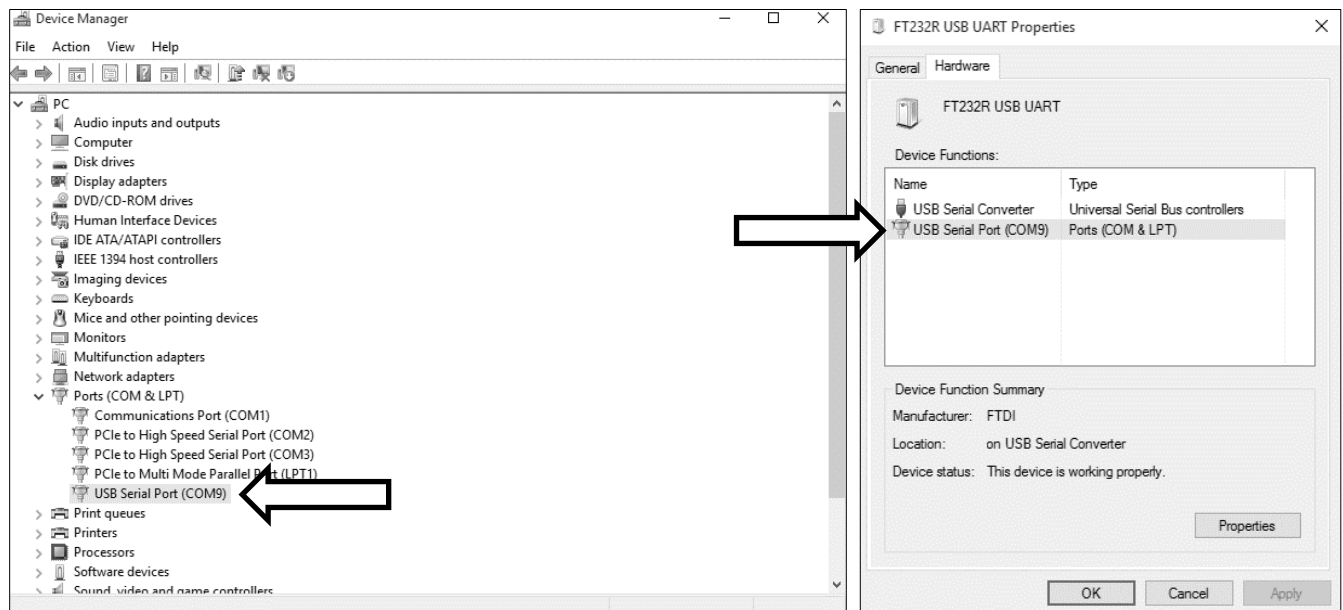 Device Manager
File Action View Help
PC
Audio inputs and outputs
Computer
Disk drives
Display adapters
DVD/CD-ROM drives
Human Interface Devices
IDE ATA/ATAPI controllers
IEEE 1394 host controllers
Imaging devices
Keyboards
Mice and other pointing devices
Monitors
Multifunction adapters
Network adapters
Ports (COM & LPT)
Communications Port (COM1)
PCIe to High Speed Serial Port (COM2)
PCIe to High Speed Serial Port (COM3)
PCIe to Multi Mode Parallel Port (LPT1)
USB Serial Port (COM9)
Print queues
Printers
Processors
Software devices
Sound, video and game controllers
FT232R USB UART Properties
General Hardware
FT232R USB UART
Device Functions:
Name Type
USB Serial Converter Universal Serial Bus controllers
USB Serial Port (COM9) Ports (COM & LPT)
Device Function Summary
Manufacturer: FTDI
Location: on USB Serial Converter
Device status: This device is working properly.
Properties
OK Cancel Apply